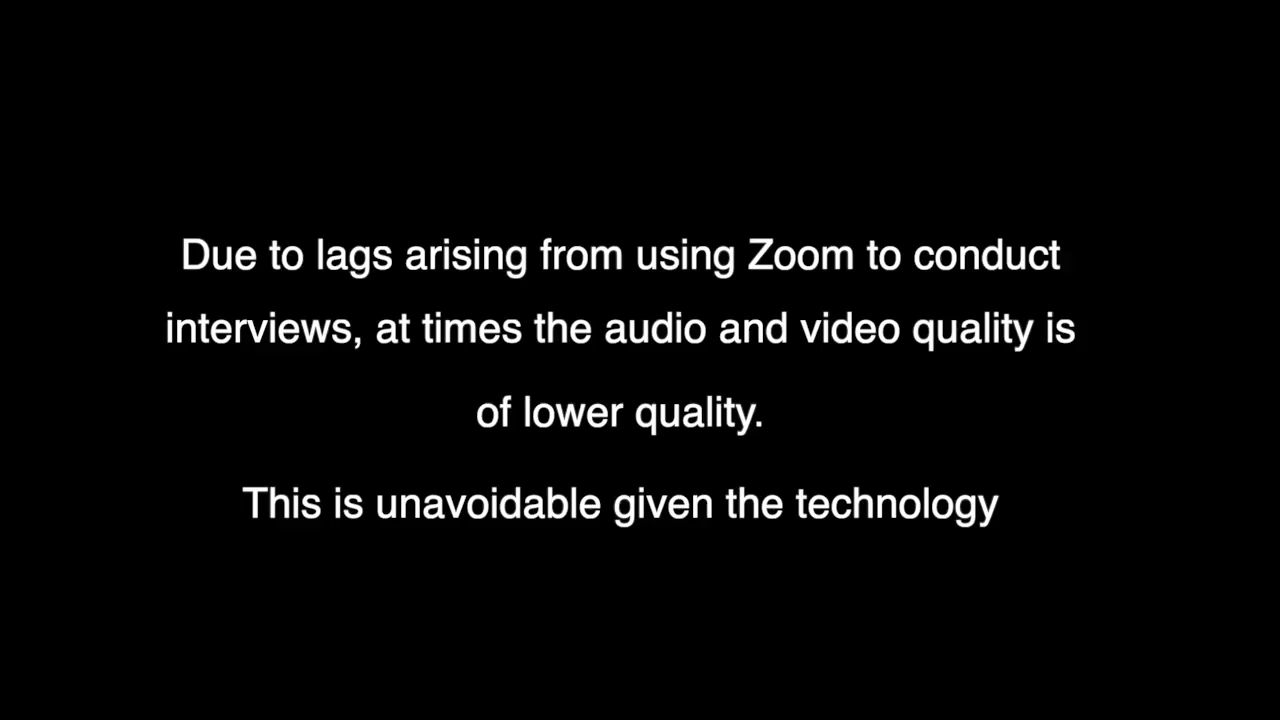 Due to lags arising from using Zoom to conduct
interviews, at times the audio and video quality is
of lower quality.
This is unavoidable given the technology